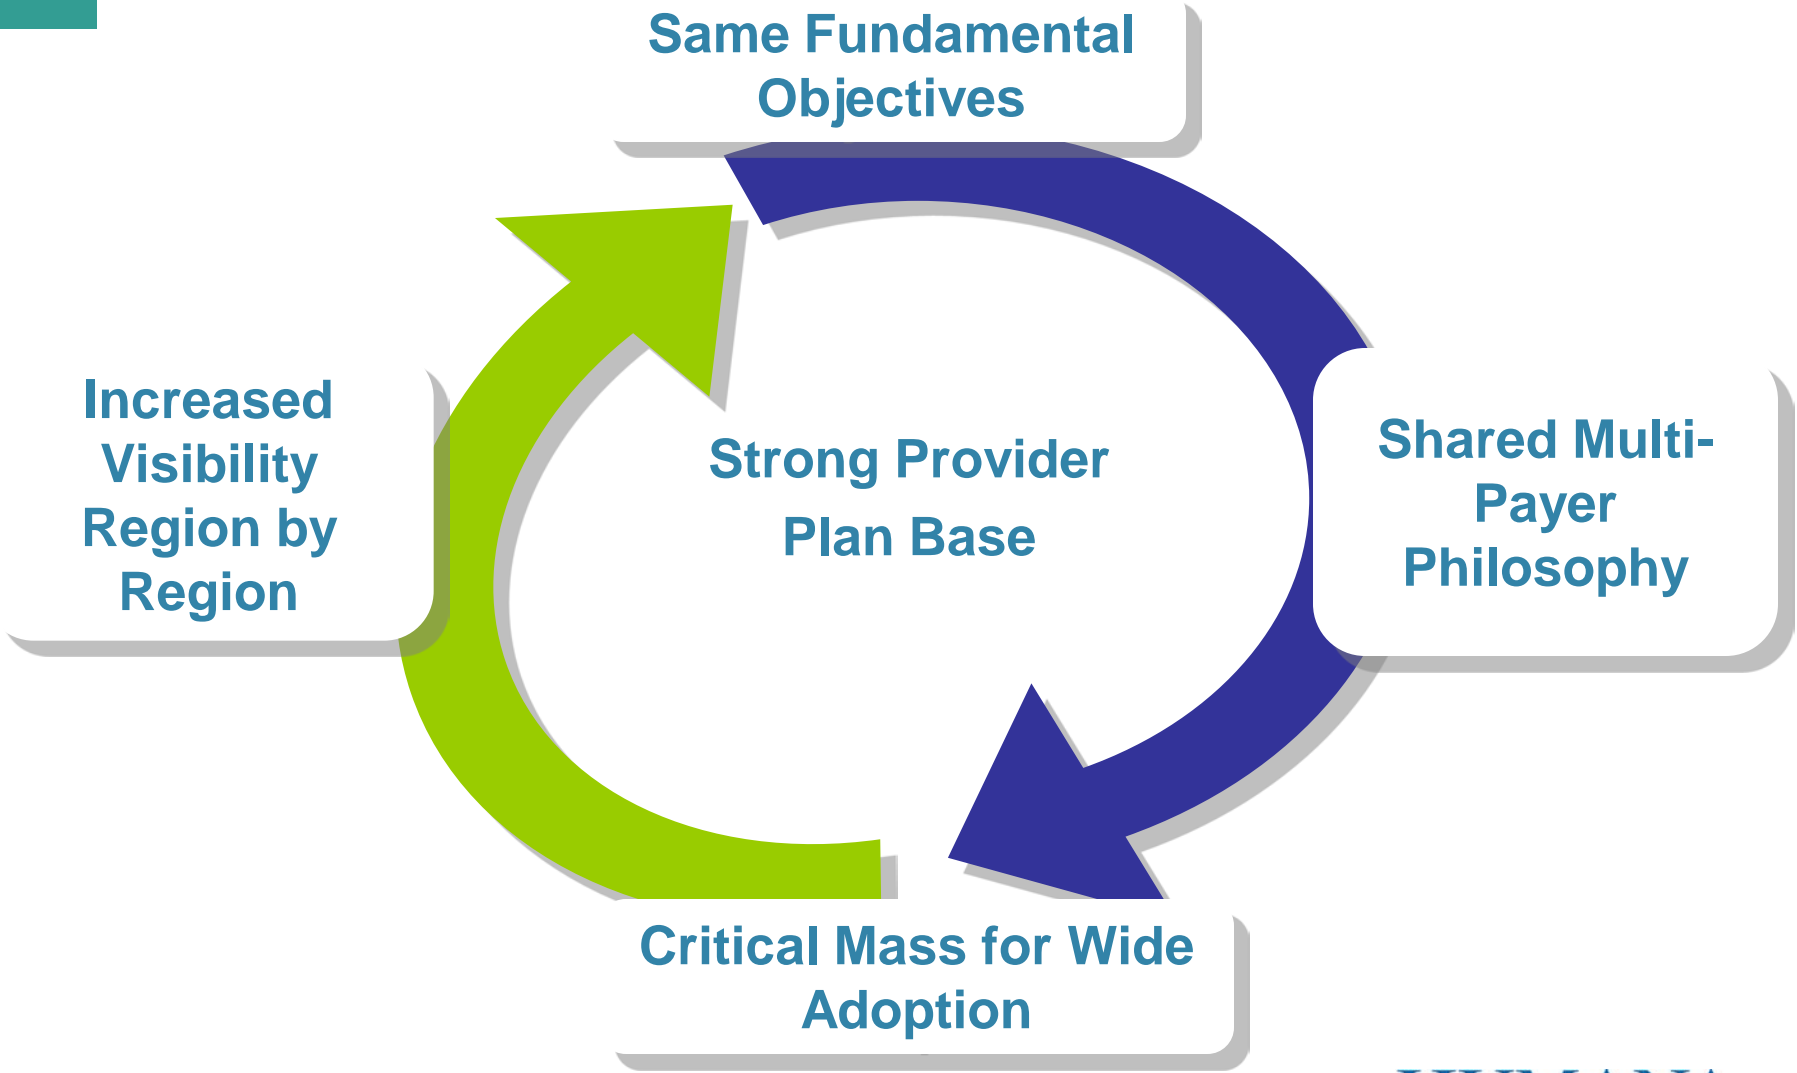 Same Fundamental
Objectives
Increased
Visibility
Region by
Region
Strong Provider
Plan Base
Shared Multi-
Payer
Philosophy
Critical Mass for Wide
Adoption